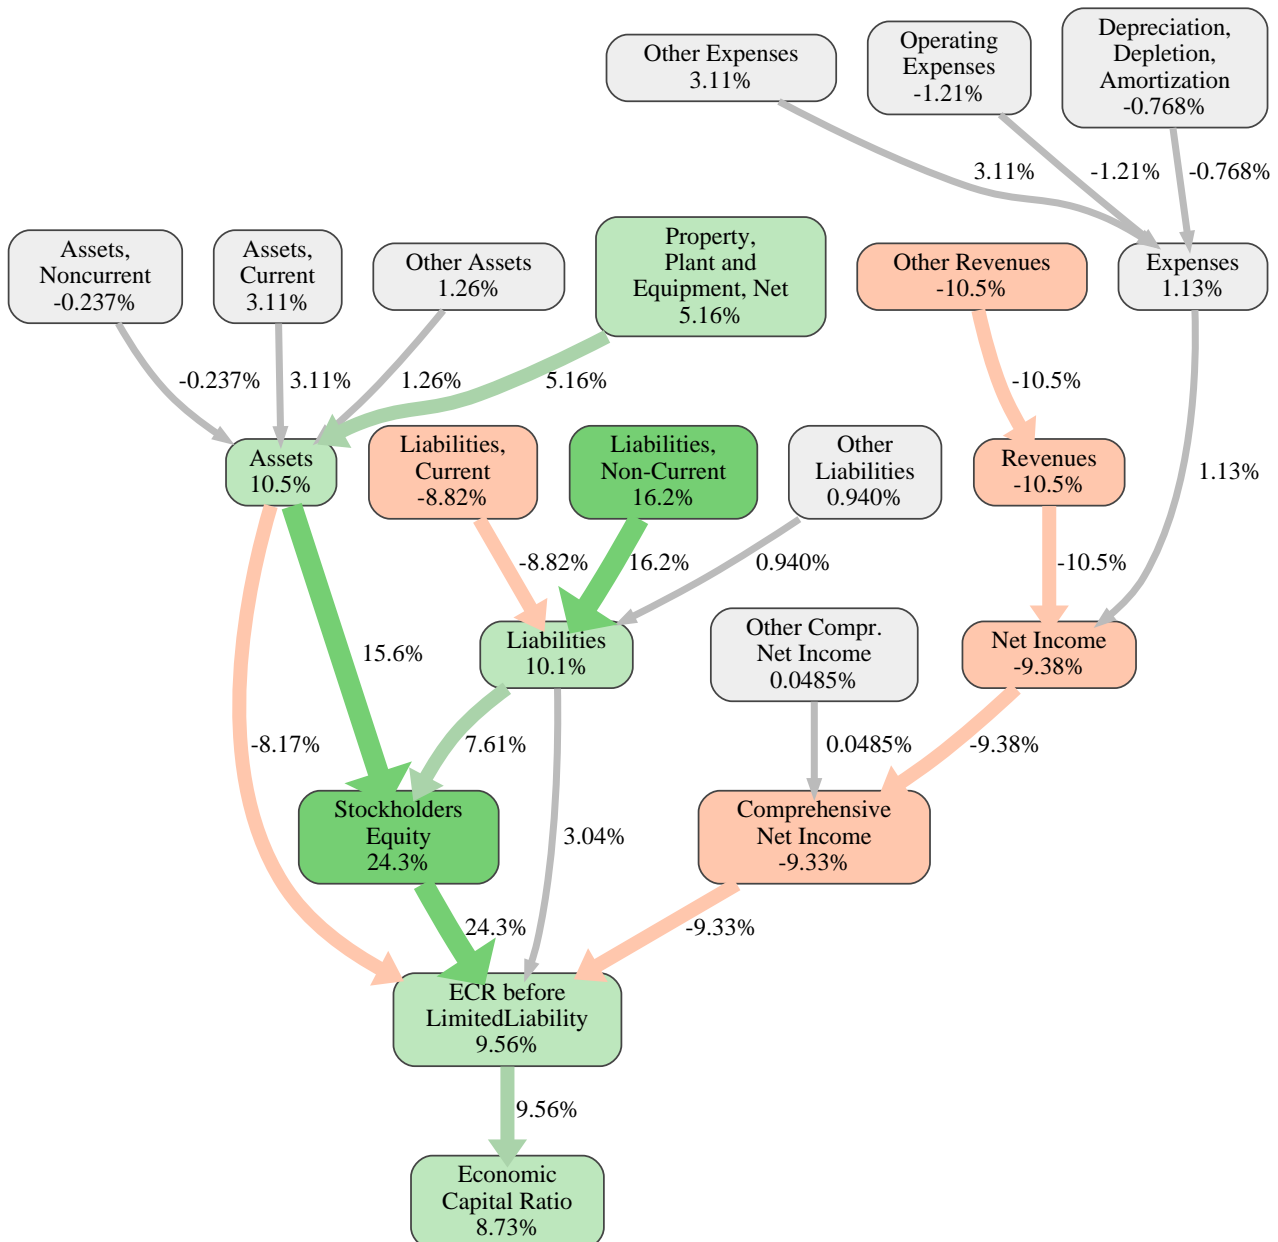 Other Expenses
3.11%
Operating
Expenses
-1.21%
Depreciation,
Depletion,
Amortization
-0.768%
3.11%
-1.21%
-0.768%
Assets,
Noncurrent
-0.237%
Assets,
Current
3.11%
Other Assets
1.26%
Property,
Plant and
Equipment, Net
5.16%
Other Revenues
-10.5%
Expenses
1.13%
-0.237%
3.11%
1.26%
5.16%
-10.5%
Assets
10.5%
Liabilities,
Current
-8.82%
Liabilities,
Non-Current
16.2%
Other
Liabilities
0.940%
Revenues
-10.5%
1.13%
-8.82%
16.2%
0.940%
-10.5%
15.6%
Liabilities
10.1%
Other Compr.
Net Income
0.0485%
Net Income
-9.38%
-8.17%
7.61%
0.0485%
-9.38%
Stockholders
Equity
24.3%
3.04%
Comprehensive
Net Income
-9.33%
24.3%
-9.33%
ECR before
LimitedLiability
9.56%
9.56%
Economic
Capital Ratio
8.73%